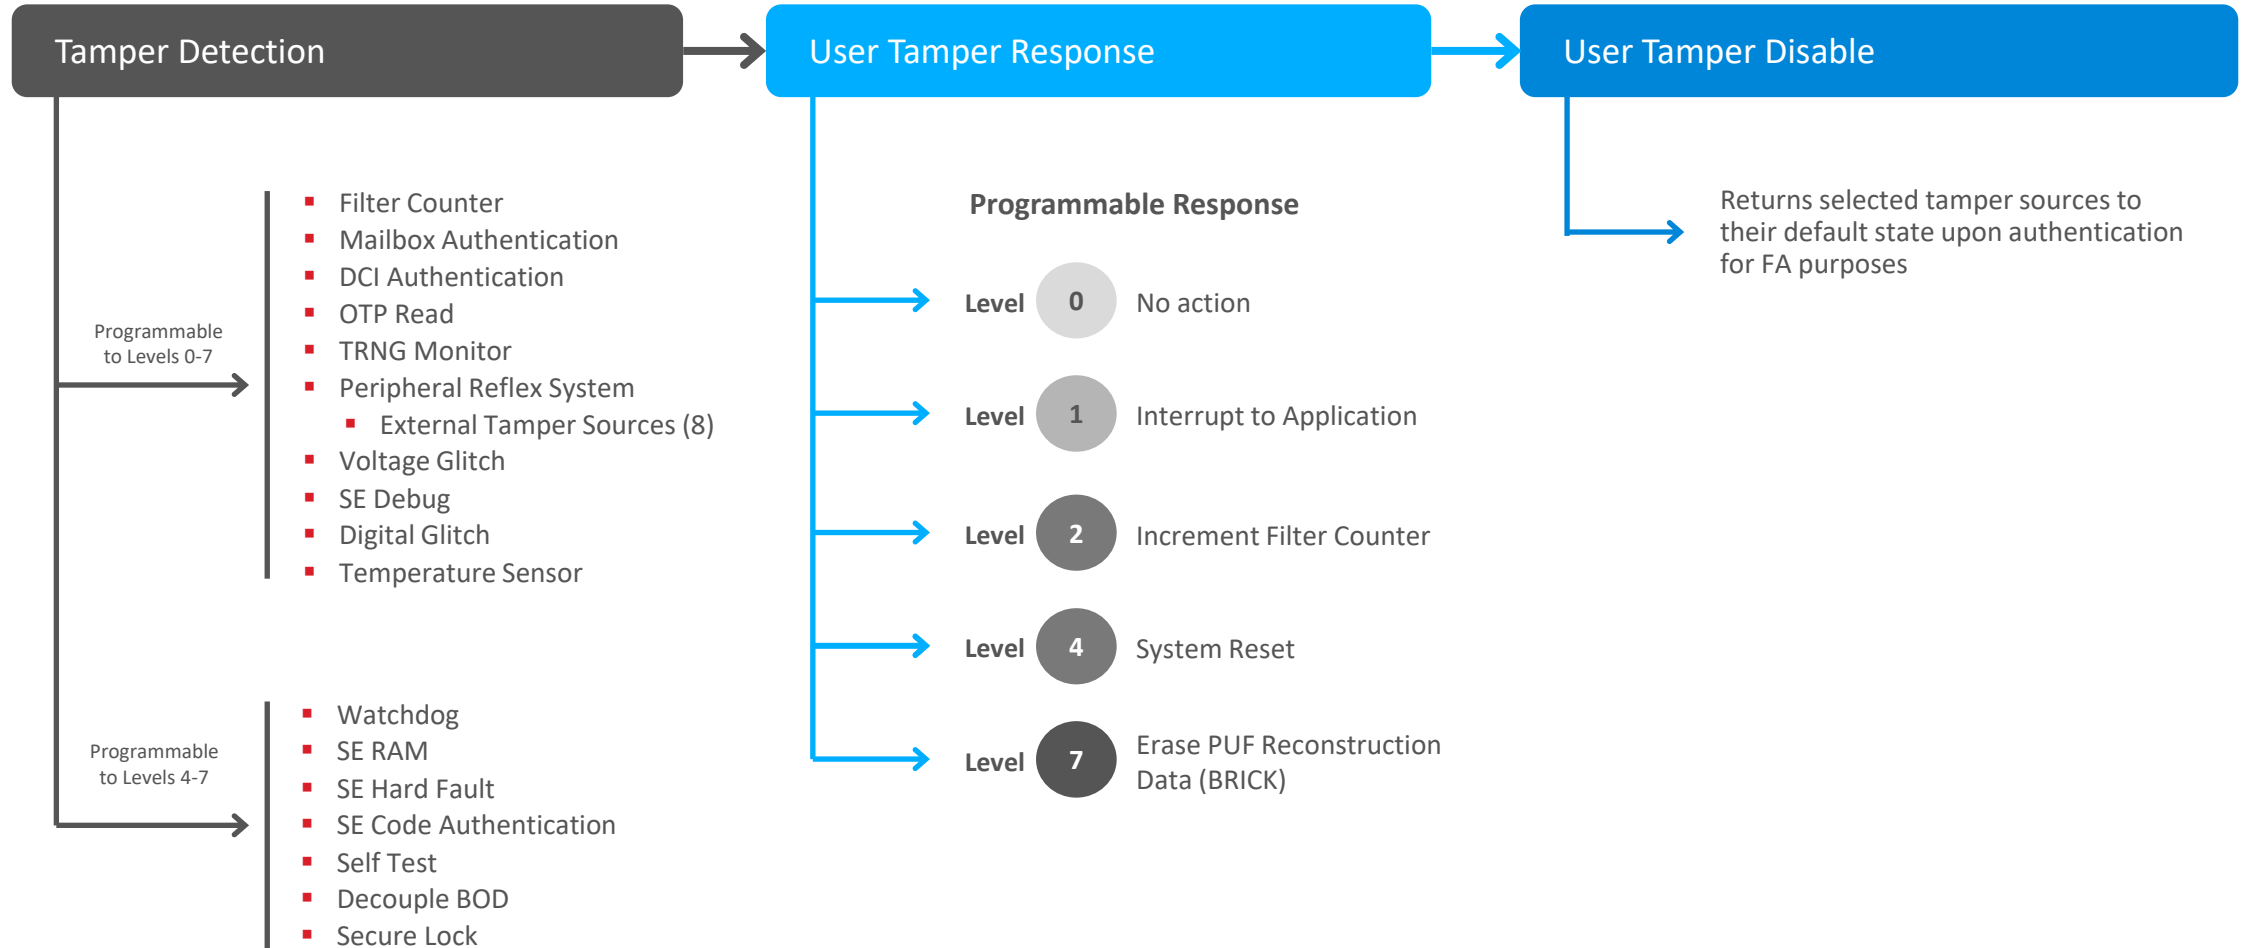 Tamper Detection
User Tamper Response
User Tamper Disable
Programmable
to Levels 0-7
Filter Counter
Mailbox Authentication
DCI Authentication
OTP Read
TRNG Monitor
Peripheral Reflex System
External Tamper Sources (8)
Voltage Glitch
SE Debug
Digital Glitch
Temperature Sensor
Programmable
to Levels 4-7
Watchdog
SE RAM
SE Hard Fault
SE Code Authentication
Self Test
Decouple BOD
Secure Lock
Programmable Response
Level 0 No action
Level 1 Interrupt to Application
Level 2 Increment Filter Counter
Level 4 System Reset
Level 7 Erase PUF Reconstruction
Data (BRICK)
Returns selected tamper sources to
their default state upon authentication
for FA purposes